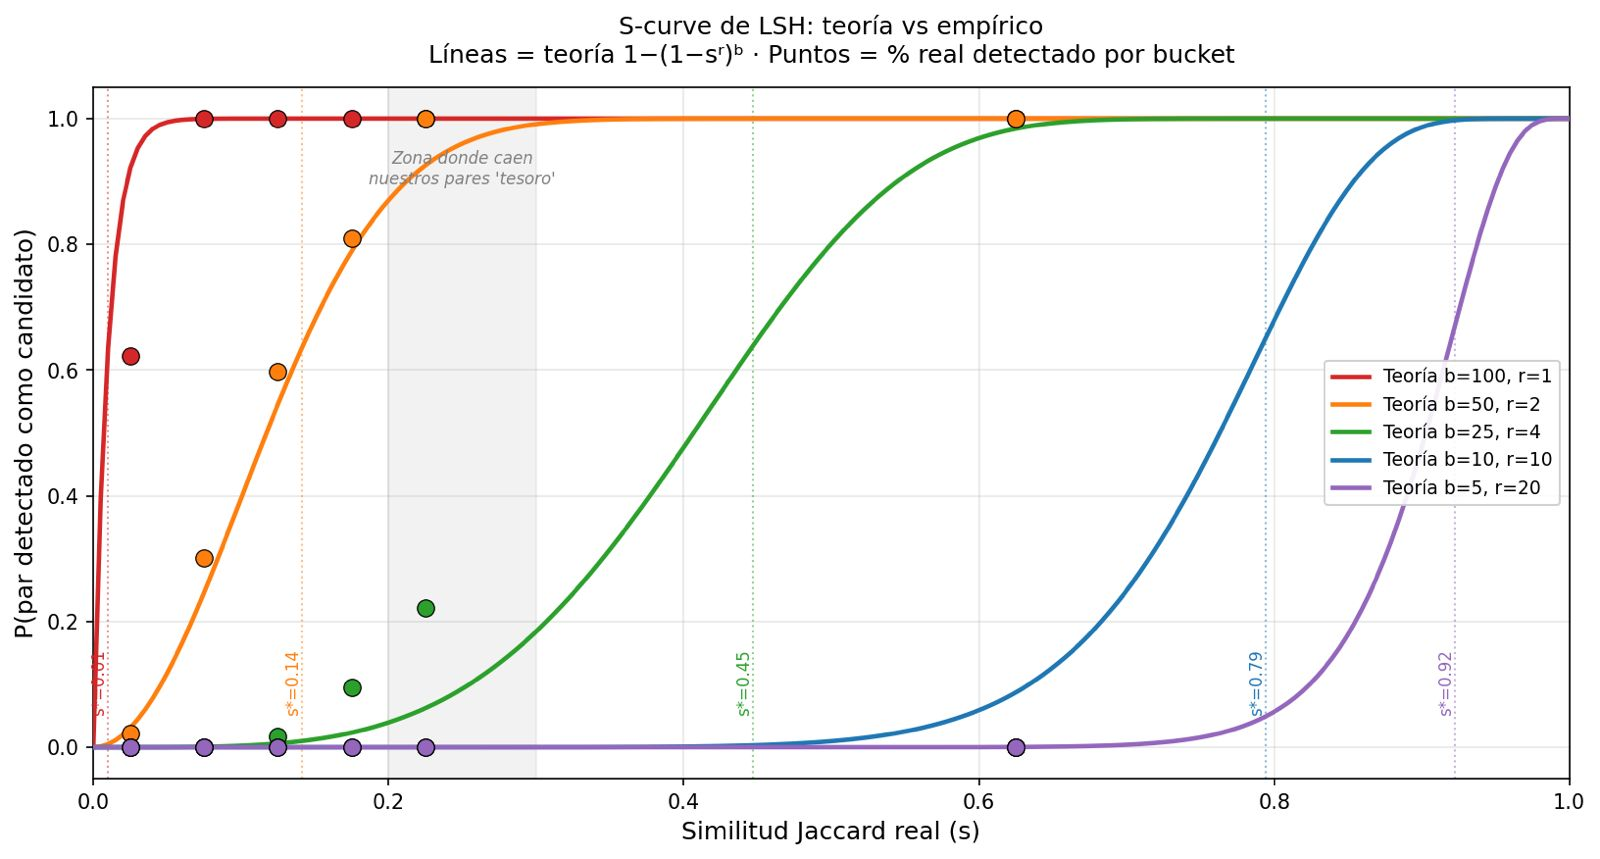 S-curve de LSH: teoría vs empírico
Líneas = teoría 1−(1−sʳ)ᵇ · Puntos = % real detectado por bucket
P(par detectado como candidato)
1.0
0.8
0.6
0.4
0.2
0.0
Zona donde caen
nuestros pares 'tesoro'
s*=0.01
s*=0.14
s*=0.45
s*=0.79
s*=0.92
Teoría b=100, r=1
Teoría b=50, r=2
Teoría b=25, r=4
Teoría b=10, r=10
Teoría b=5, r=20
0.0
0.2
0.4
0.6
0.8
1.0
Similitud Jaccard real (s)